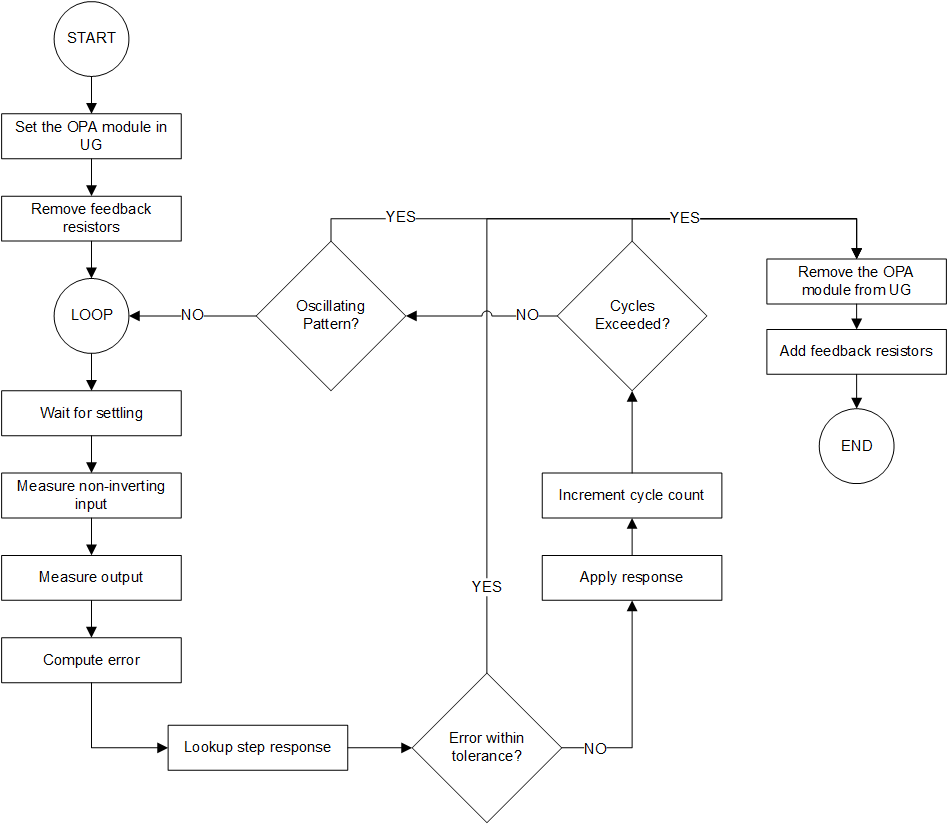 START
Set the OPA module in
UG
Remove feedback
resistors
LOOP
Wait for settling
Measure non-inverting
input
Measure output
Compute error
Lookup step response
Error within
tolerance?
YES
NO
Apply response
Increment cycle count
Cycles
Exceeded?
YES
NO
Oscillating
Pattern?
YES
NO
Remove the OPA
module from UG
Add feedback resistors
END